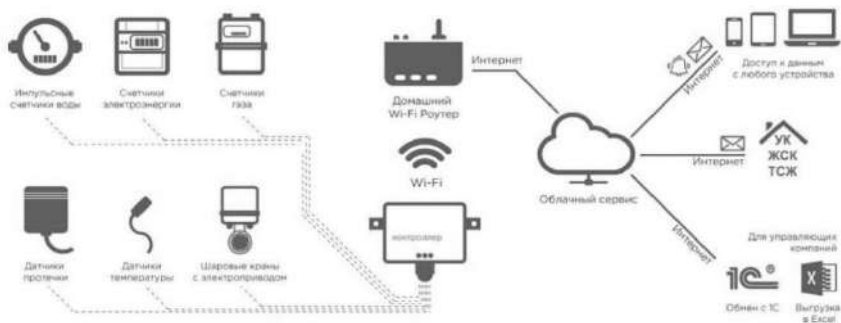 Импульсные
счетчики воды
Счетчики
электроэнергии
Счетчики
газа
Домашний
Wi-Fi Роутер
Интернет
Wi-Fi
контроллер
Датчики
протечки
Датчики
температуры
Шаровые краны
с электроприводом
Облачный сервис
Интернет
Доступ к данным
с любого устройства
Интернет
УК
ЖСК
ТСЖ
Интернет
Для управляющих
компаний
1С
Обмен с 1С
X
Выгрузка
в Excel